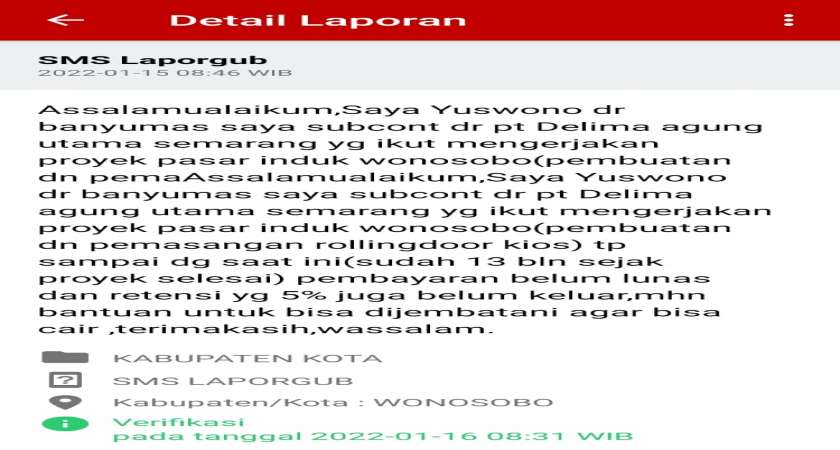 Detail Laporan
SMS Laporgub
2022-01-15 08:46 WIB
Assalamualaikum,Saya Yuswono dr
banyumas saya subcont dr pt Delima agung
utama semarang yg ikut mengerjakan
proyek pasar induk wonosobo(pembuatan
dn pemaAssalamualaikum,Saya Yuswono
dr banyumas saya subcont dr pt Delima
agung utama semarang yg ikut mengerjakan
proyek pasar induk wonosobo(pembuatan
dn pemasangan rollingdoor kios) tp
sampai dg saat ini(sudah 13 bln sejak
proyek selesai) pembayaran belum lunas
dan retensi yg 5% juga belum keluar,mhn
bantuan untuk bisa dijembatani agar bisa
cair ,terimakasih,wassalam.
KABUPATEN KOTA
SMS LAPORGUB
Kabupaten/Kota : WONOSOBO
Verifikasi
pada tanggal 2022-01-16 08:31 WIB